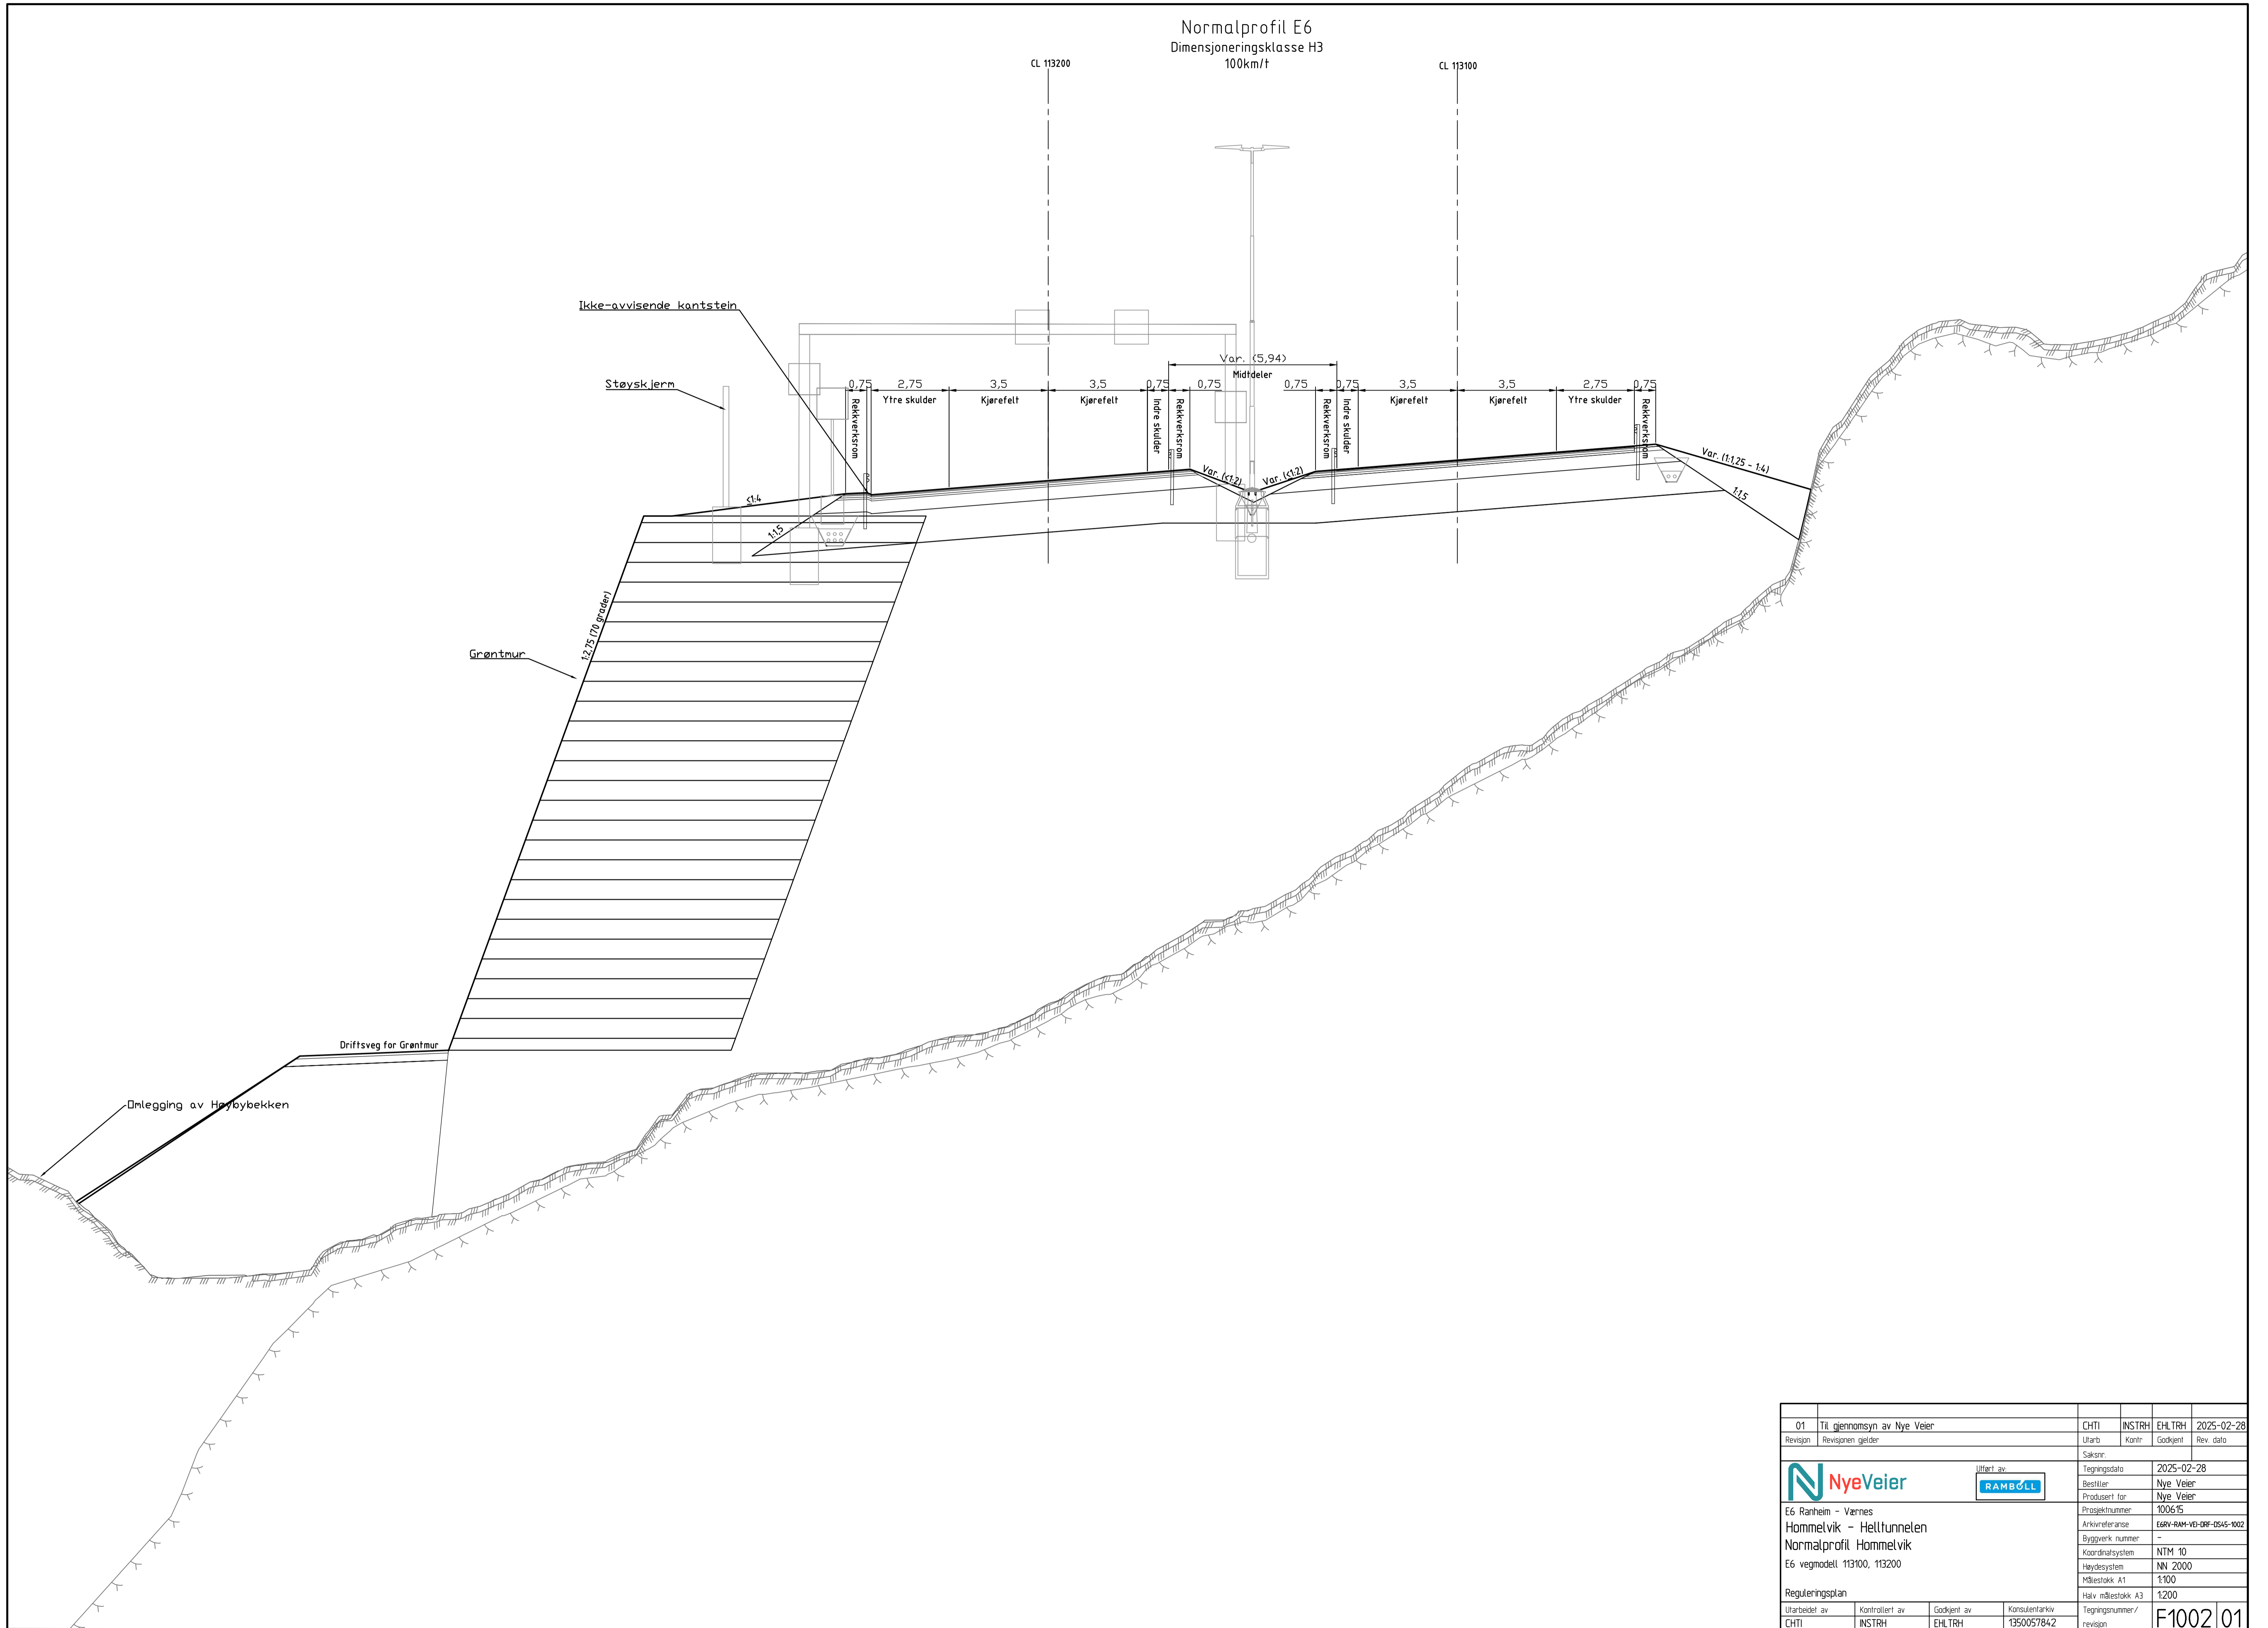 Normalprofil E6
Dimensjoneringsklasse H3
100km/t
CL 113200
CL 113100
Ikke-avvisende kantstein
Støyskjerm
Var. (5,94)
Midtdeler
0,75
2,75
3,5
3,5
0,75
0,75
0,75
0,75
3,5
3,5
2,75
0,75
Rekkverksrom
Ytre skulder
Kjørefelt
Kjørefelt
Indre skulder
Rekkverksrom
Rekkverksrom
Indre skulder
Kjørefelt
Kjørefelt
Ytre skulder
Rekkverksrom
Var. (≤1:2)
Var. (≤1:2)
Var. (1:1,25 - 1:4)
≤1:4
1:1,5
1:1,5
1:2,75 (70 grader)
Grøntmur
Driftsveg for Grøntmur
Omlegging av Høybybekken
01 Til gjennomsyn av Nye Veier CHTI INSTRH EHLTRH 2025-02-28
Revisjon Revisjonen gjelder Utarb Kontr Godkjent Rev. dato
Saksnr.
NyeVeier
Utført av:
RAMBOLL
Tegningsdato 2025-02-28
Bestiller Nye Veier
Produsert for Nye Veier
Prosjektnummer 100615
Arkivreferanse E6RV-RAM-VEI-DRF-DS45-1002
Byggverk nummer -
Koordinatsystem NTM 10
Høydesystem NN 2000
Målestokk A1 1:100
Halv målestokk A3 1:200
E6 Ranheim - Værnes
Hommelvik - Helltunnelen
Normalprofil Hommelvik
E6 vegmodell 113100, 113200
Reguleringsplan
Utarbeidet av Kontrollert av Godkjent av Konsulentarkiv
CHTI INSTRH EHLTRH 1350057842
Tegningsnummer/
revisjon
F1002 01